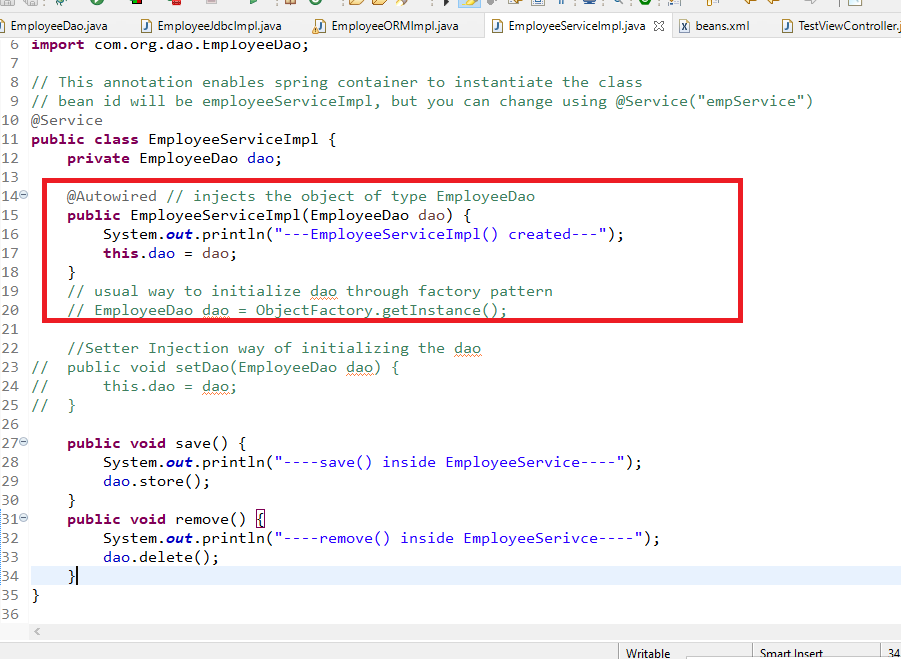 EmployeeDao.java EmployeeJdbcImpl.java EmployeeORMImpl.java EmployeeServiceImpl.java beans.xml TestViewController.j
6 import com.org.dao.EmployeeDao;
7
8 // This annotation enables spring container to instantiate the class
9 // bean id will be employeeServiceImpl, but you can change using @Service("empService")
10 @Service
11 public class EmployeeServiceImpl {
12     private EmployeeDao dao;
13
14     @Autowired // injects the object of type EmployeeDao
15     public EmployeeServiceImpl(EmployeeDao dao) {
16         System.out.println("---EmployeeServiceImpl() created---");
17         this.dao = dao;
18     }
19     // usual way to initialize dao through factory pattern
20     // EmployeeDao dao = ObjectFactory.getInstance();
21
22     //Setter Injection way of initializing the dao
23 //  public void setDao(EmployeeDao dao) {
24 //      this.dao = dao;
25 //  }
26
27     public void save() {
28         System.out.println("----save() inside EmployeeService----");
29         dao.store();
30     }
31     public void remove() {
32         System.out.println("----remove() inside EmployeeSerivce----");
33         dao.delete();
34     }
35 }
36
Writable Smart Insert 34